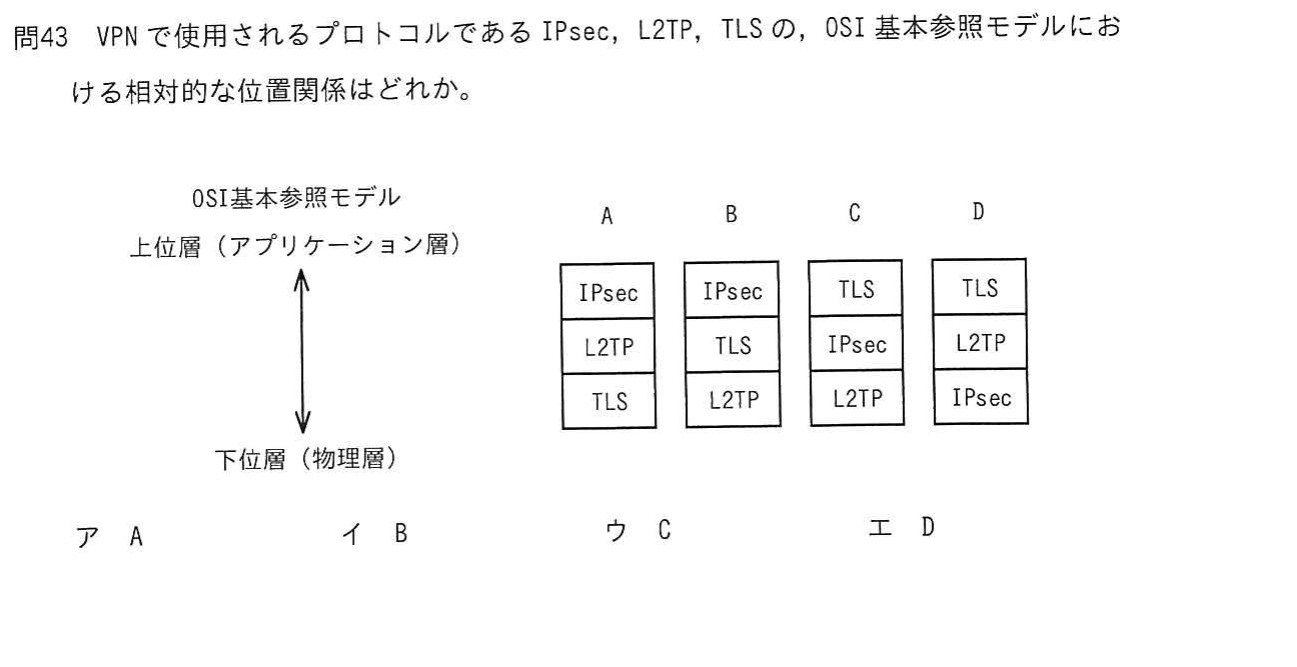 問43 VPN で使用されるプロトコルである IPsec, L2TP, TLS の, OSI 基本参照モデルにお
ける相対的な位置関係はどれか。
OSI基本参照モデル
上位層（アプリケーション層）
下位層（物理層）
A B C D
IPsec IPsec TLS TLS
L2TP TLS IPsec L2TP
TLS L2TP L2TP IPsec
ア A イ B ウ C エ D